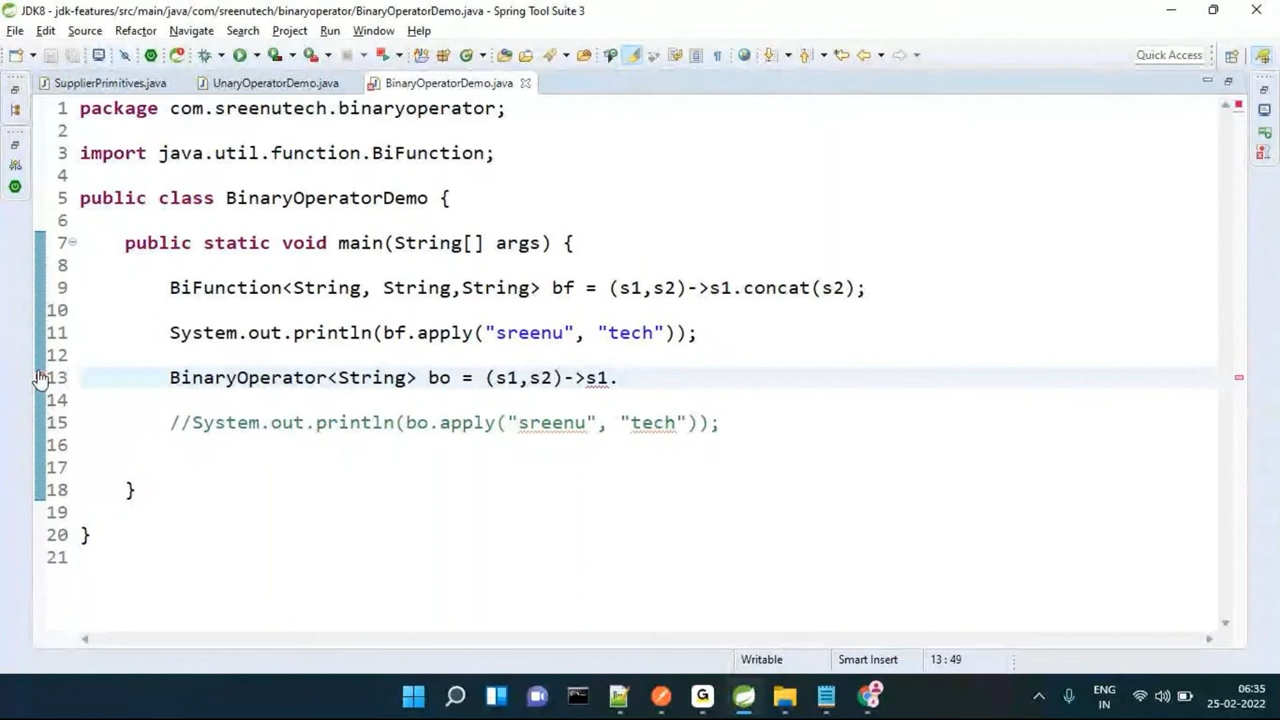 JDK8 - jdk-features/src/main/java/com/sreenutech/binaryoperator/BinaryOperatorDemo.java - Spring Tool Suite 3
File Edit Source Refactor Navigate Search Project Run Window Help
Quick Access
SupplierPrimitives.java UnaryOperatorDemo.java BinaryOperatorDemo.java
1 package com.sreenutech.binaryoperator;
2
3 import java.util.function.BiFunction;
4
5 public class BinaryOperatorDemo {
6
7 public static void main(String[] args) {
8
9 BiFunction<String, String,String> bf = (s1,s2)->s1.concat(s2);
10
11 System.out.println(bf.apply("sreenu", "tech"));
12
13 BinaryOperator<String> bo = (s1,s2)->s1.
14
15 //System.out.println(bo.apply("sreenu", "tech"));
16
17
18 }
19
20 }
21
Writable Smart Insert 13 : 49
ENG 06:35
IN 25-02-2022